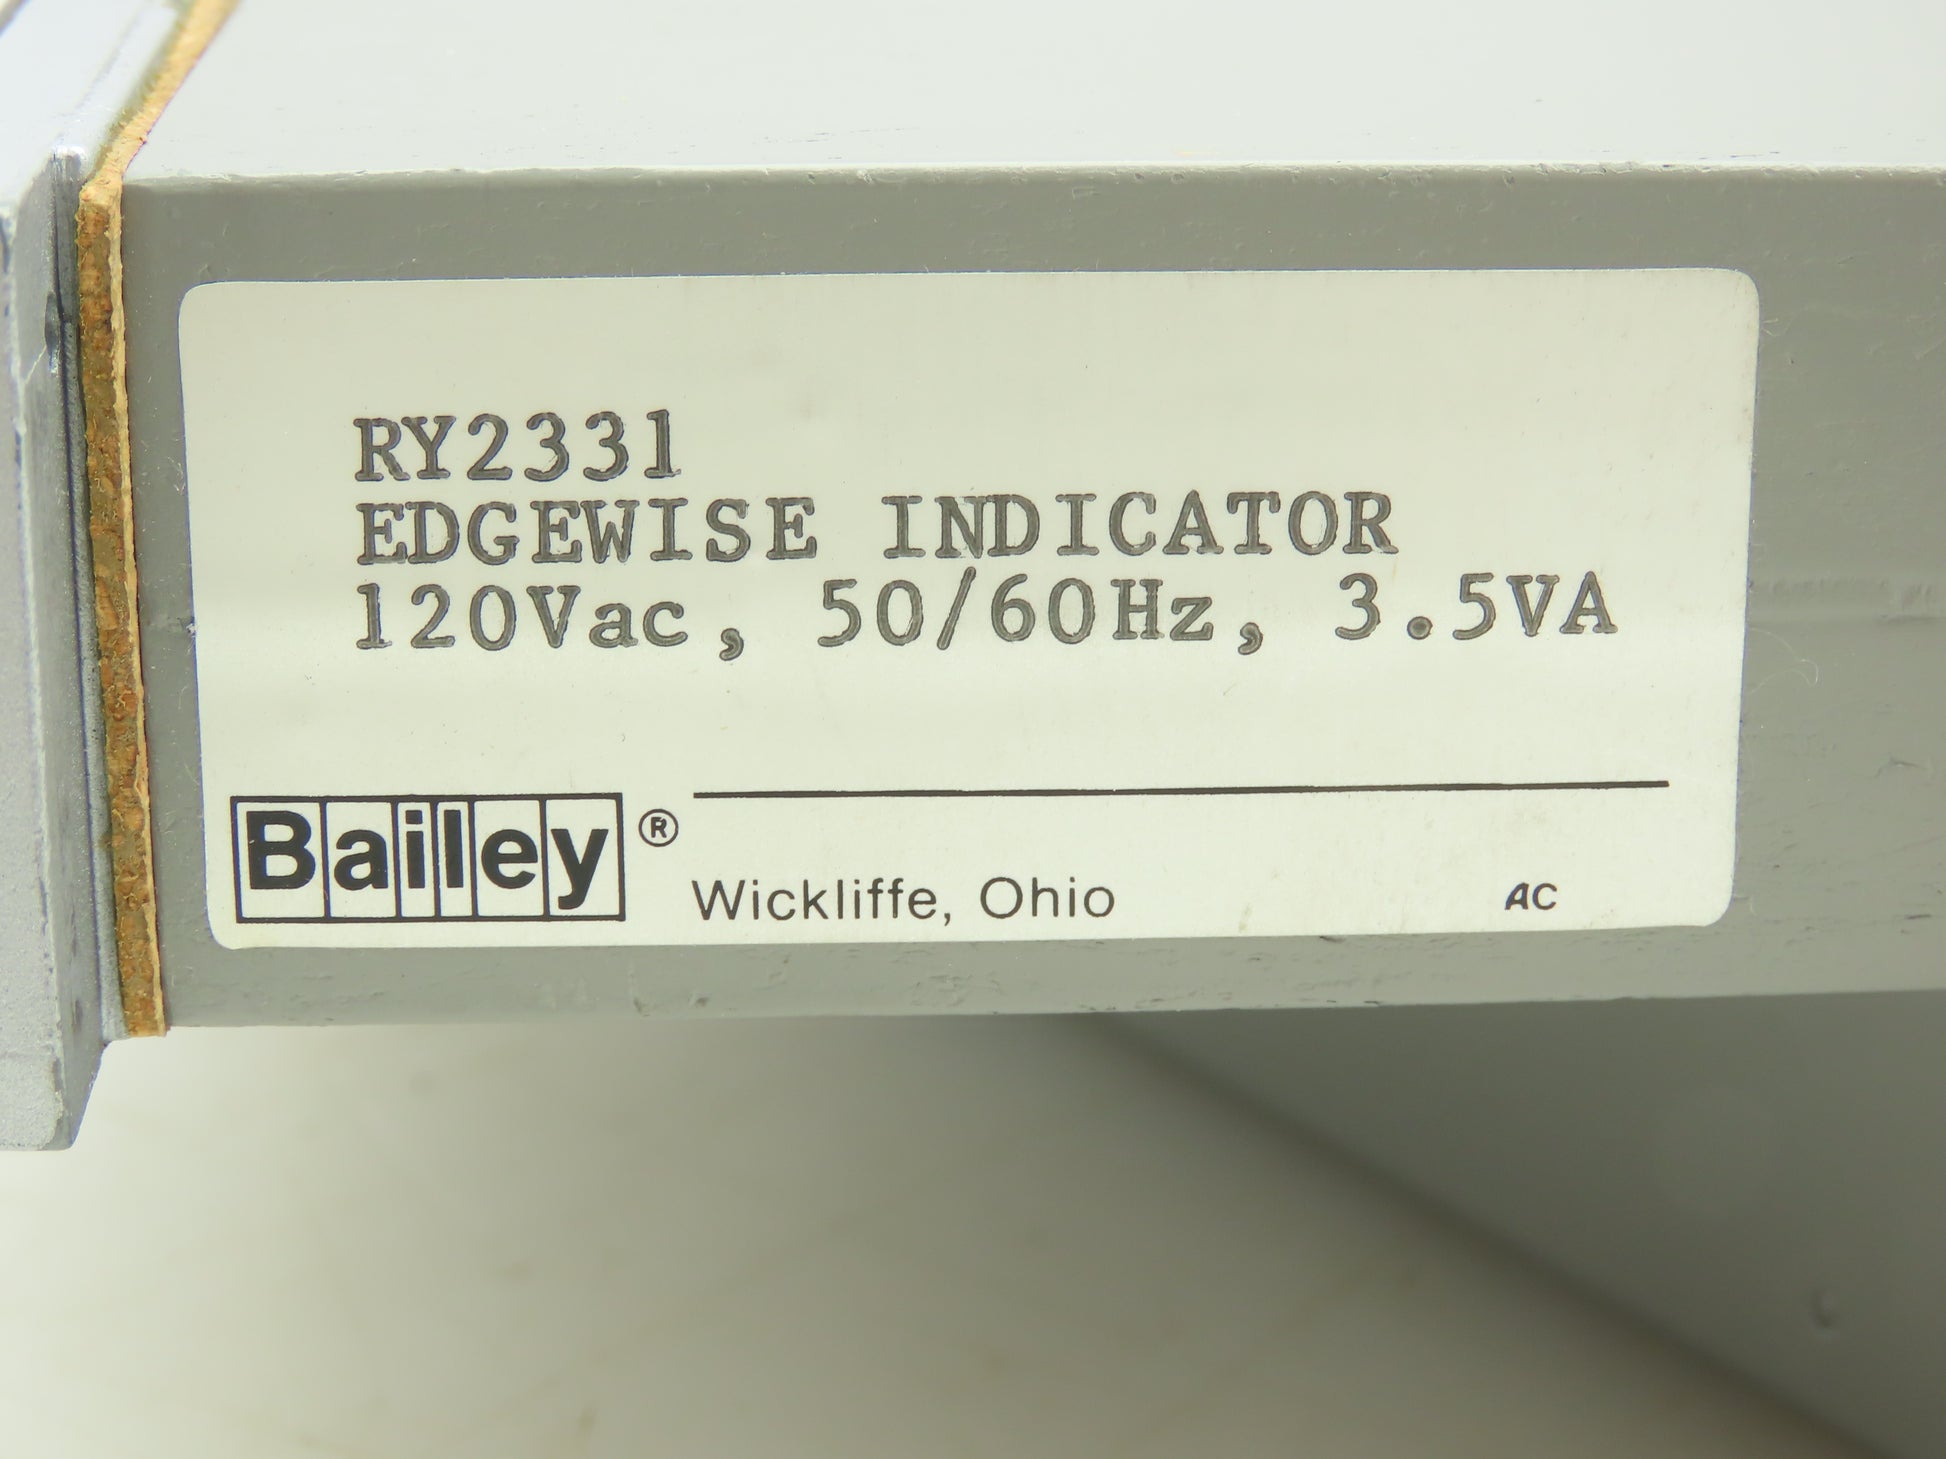 RY2331
EDGEWISE INDICATOR
120Vac, 50/60Hz, 3.5VA
Bailey®
Wickliffe, Ohio AC